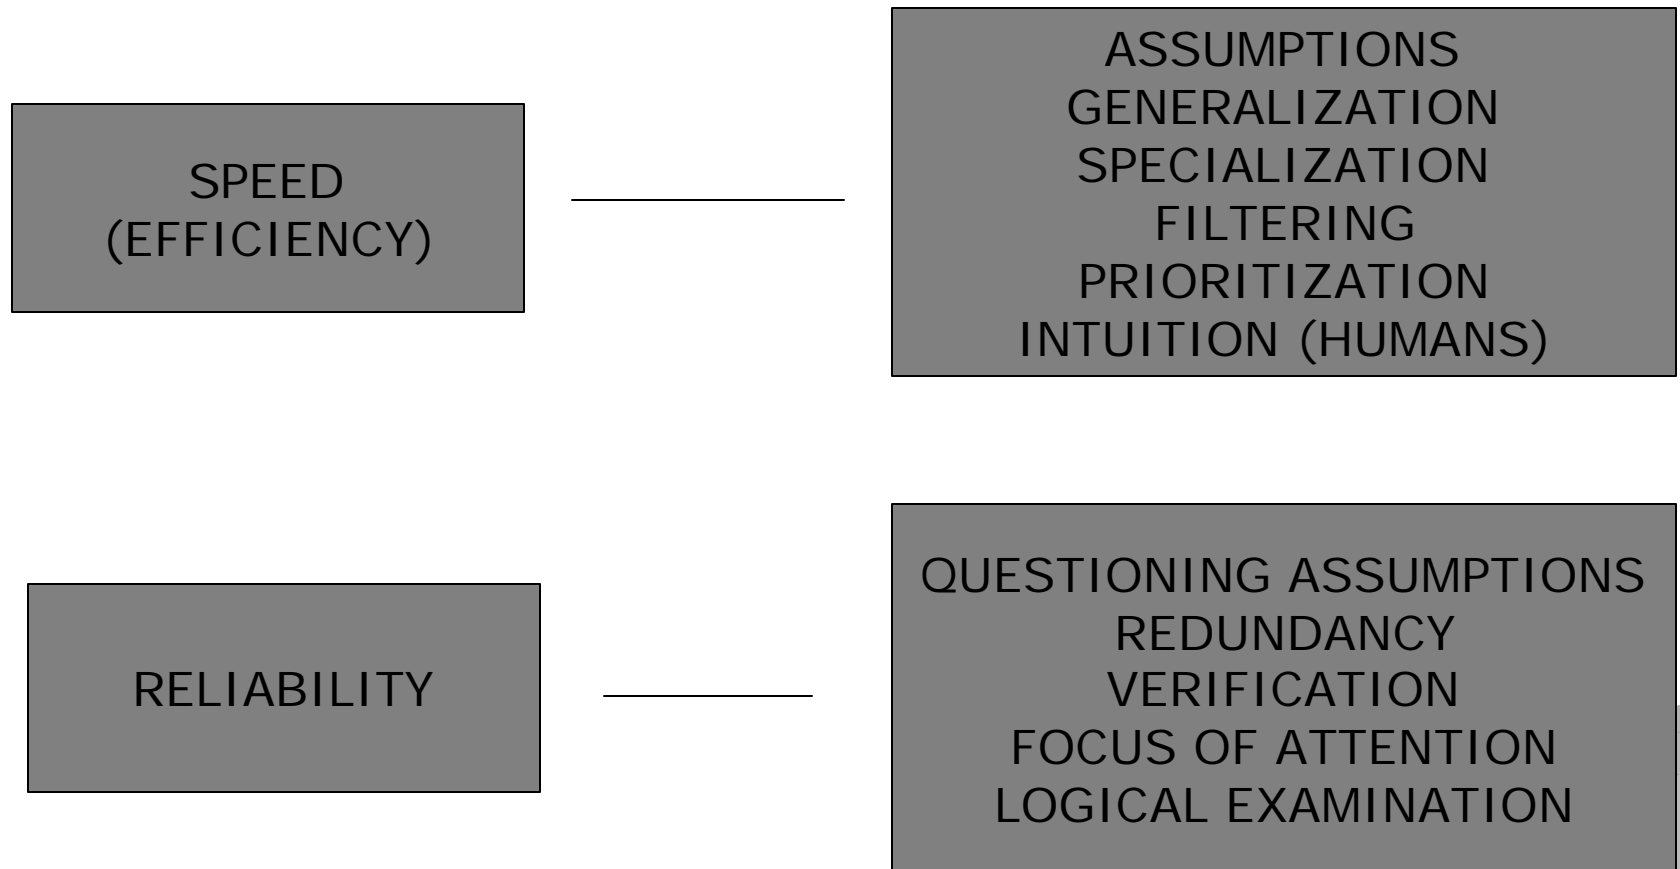 SPEED
(EFFICIENCY)
ASSUMPTIONS
GENERALIZATION
SPECIALIZATION
FILTERING
PRIORITIZATION
INTUITION (HUMANS)
RELIABILITY
QUESTIONING ASSUMPTIONS
REDUNDANCY
VERIFICATION
FOCUS OF ATTENTION
LOGICAL EXAMINATION